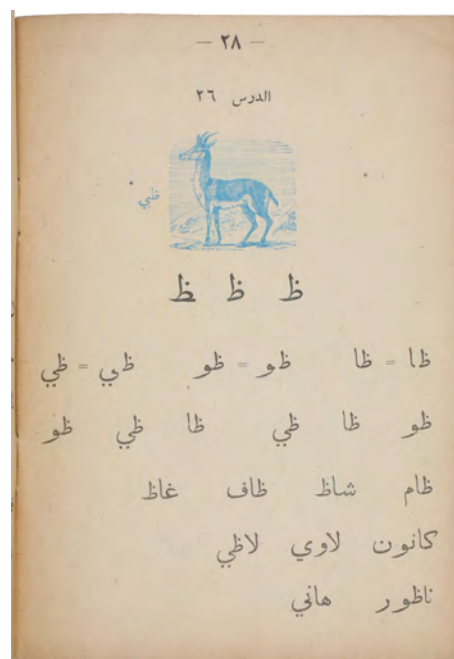 — ٢٨ —
الدرس ٢٦
ظبي
ظ ظ ظ
ظا = ظا ظو = ظو ظي = ظي
ظو ظا ظي ظا ظي ظو
ظام شاظ ظاف غاظ
كانون لاوي لاظي
ناظور هاني